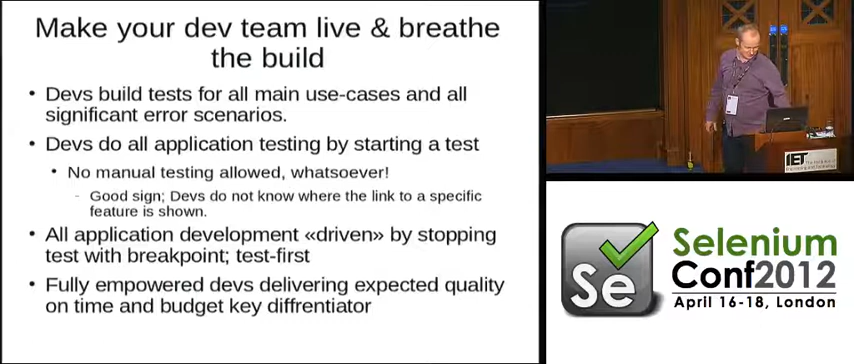 Make your dev team live & breathe
the build
• Devs build tests for all main use-cases and all
significant error scenarios.
• Devs do all application testing by starting a test
• No manual testing allowed, whatsoever!
- Good sign; Devs do not know where the link to a specific
feature is shown.
• All application development «driven» by stopping
test with breakpoint; test-first
• Fully empowered devs delivering expected quality
on time and budget key diffrentiator
IET
Se
Selenium
Conf2012
April 16-18, London